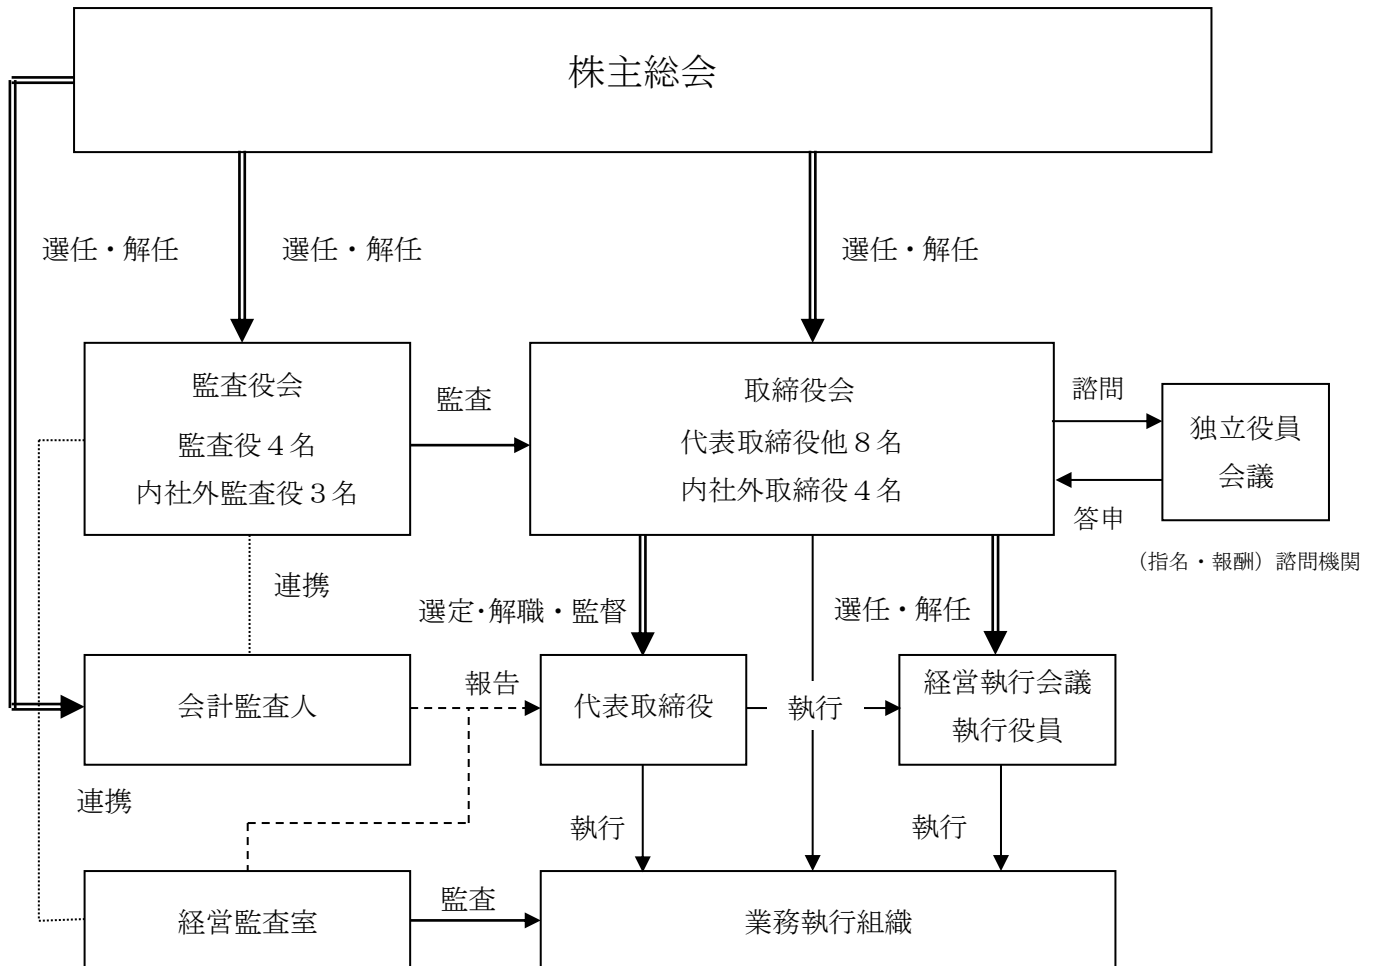 株主総会
選任・解任
選任・解任
選任・解任
監査役会
監査役４名
内社外監査役３名
監査
取締役会
代表取締役他８名
内社外取締役４名
諮問
独立役員
会議
答申
（指名・報酬）諮問機関
連携
選定・解職・監督
選任・解任
会計監査人
報告
代表取締役
執行
経営執行会議
執行役員
連携
執行
執行
経営監査室
監査
業務執行組織